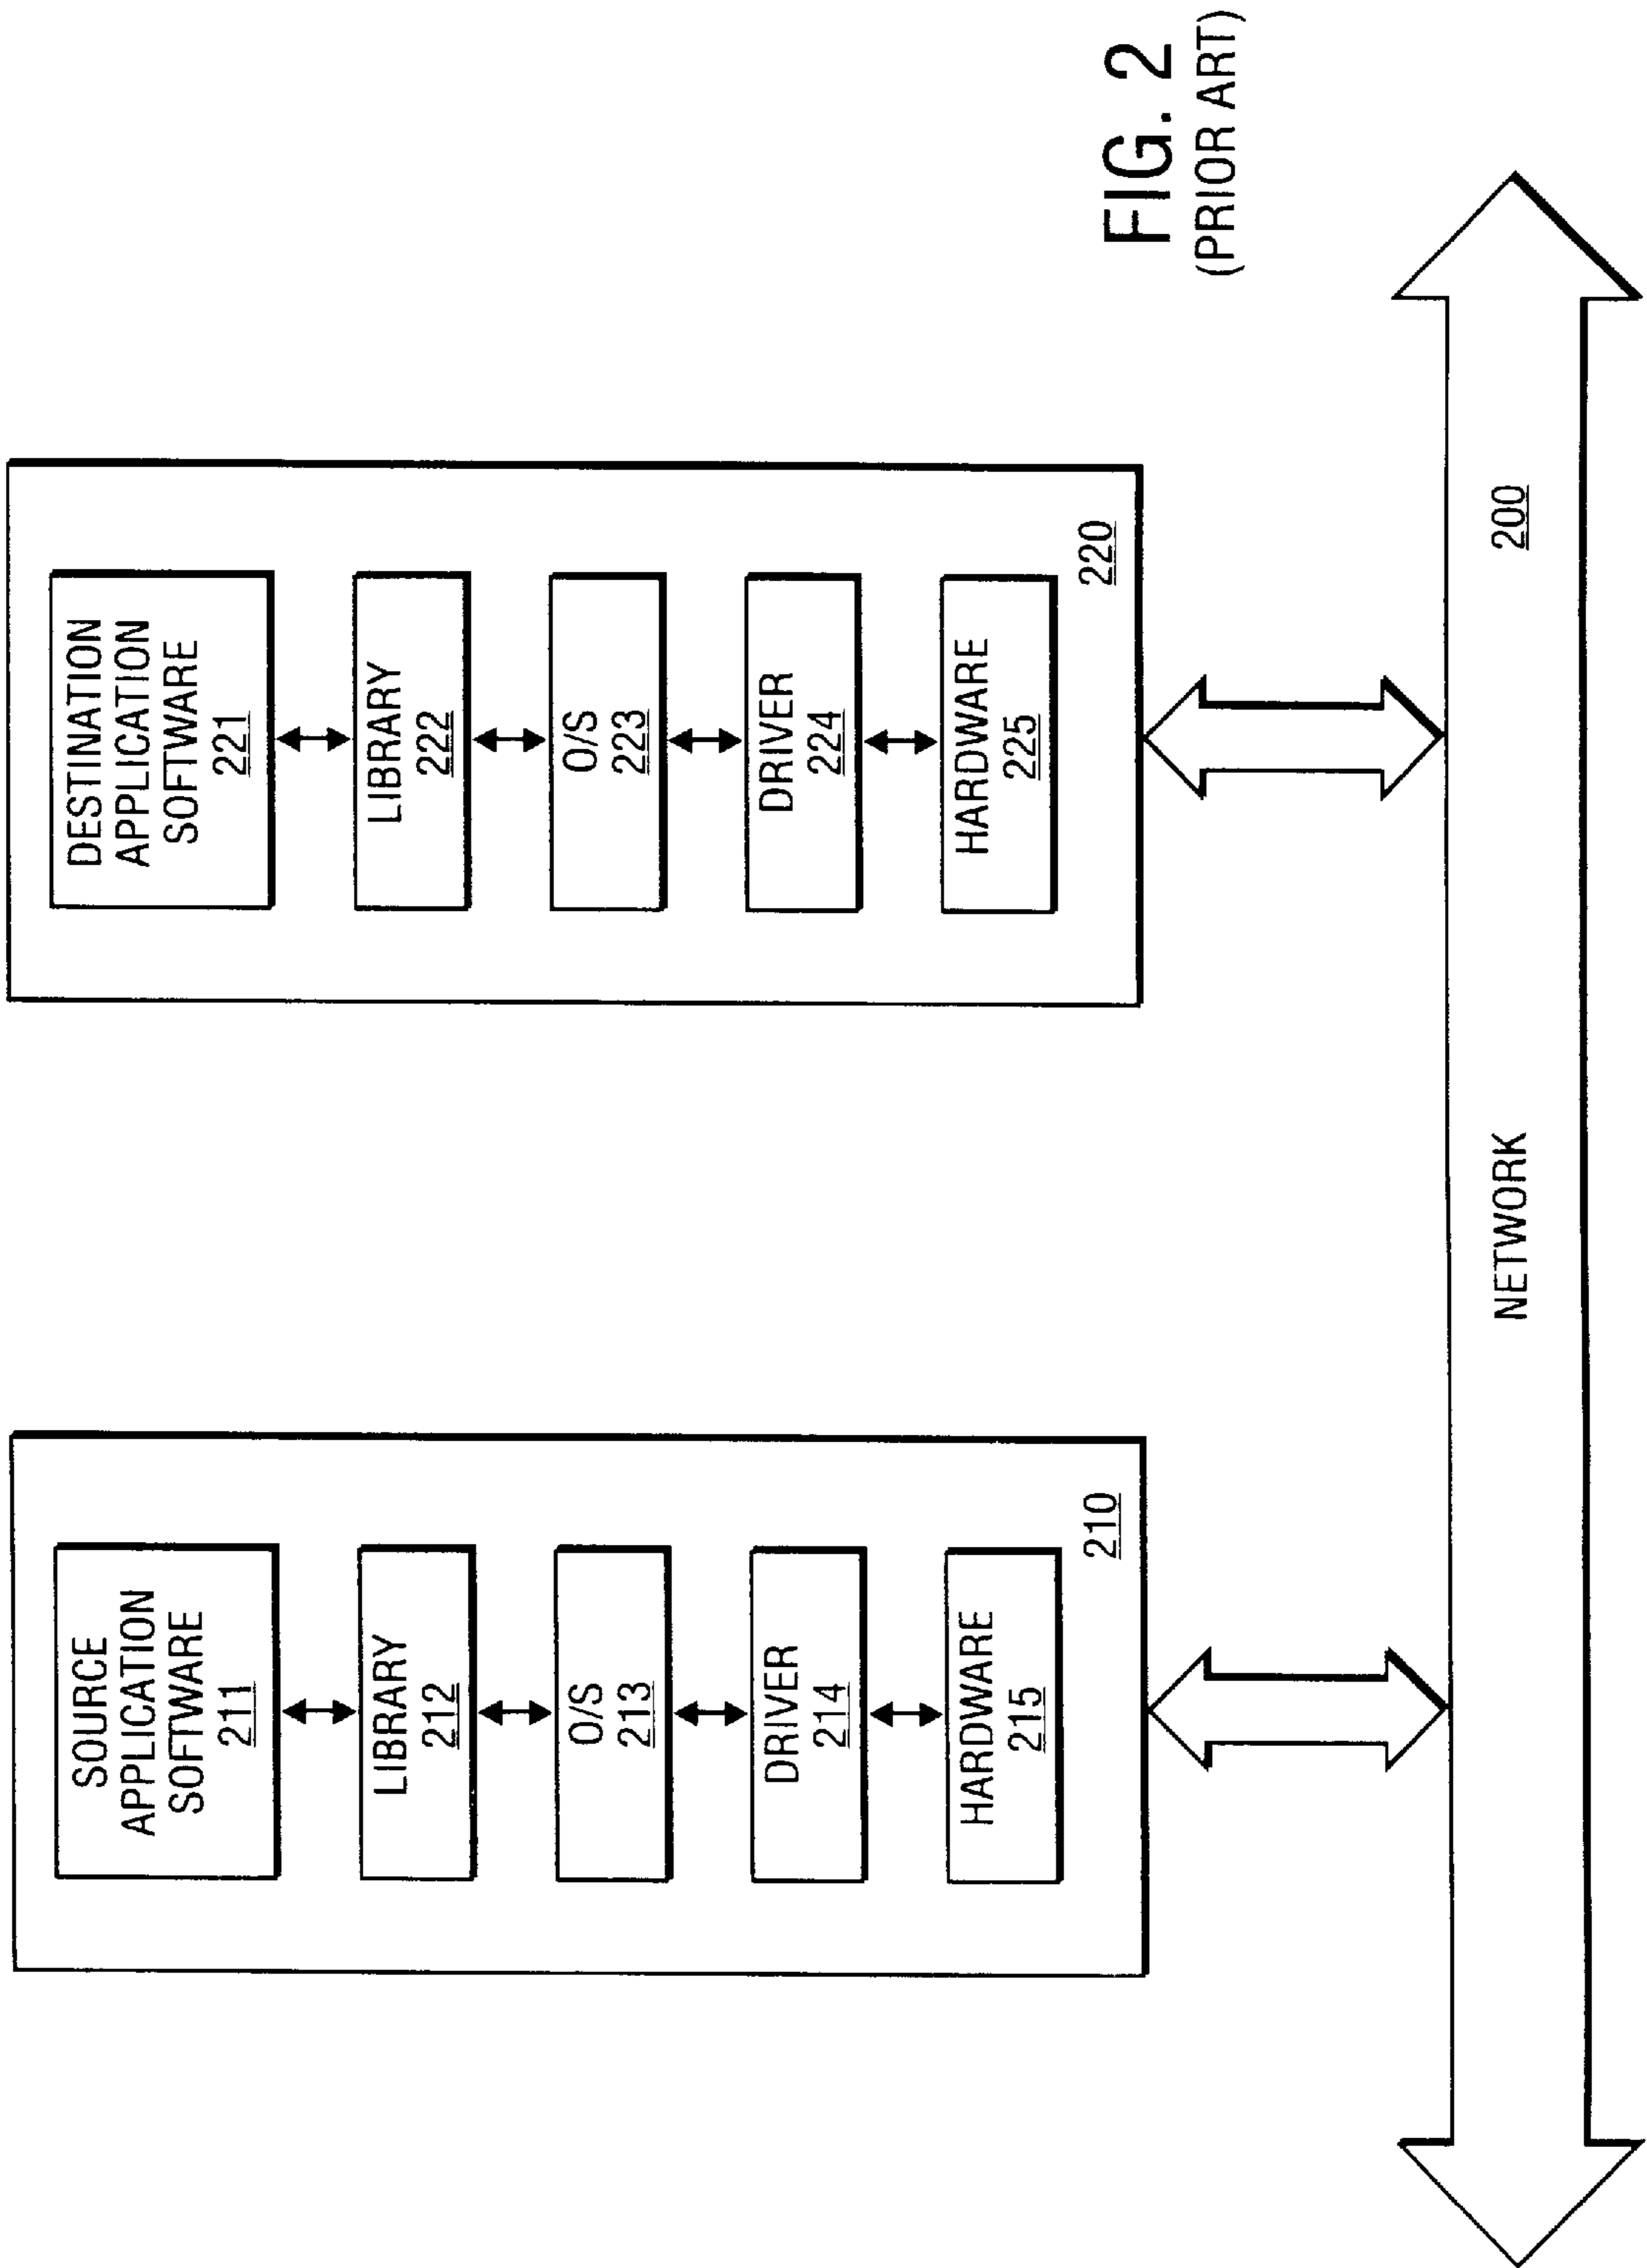 SOURCE
APPLICATION
SOFTWARE
211
LIBRARY
212
O/S
213
DRIVER
214
HARDWARE
215
210
DESTINATION
APPLICATION
SOFTWARE
221
LIBRARY
222
O/S
223
DRIVER
224
HARDWARE
225
220
NETWORK
200
FIG. 2
(PRIOR ART)